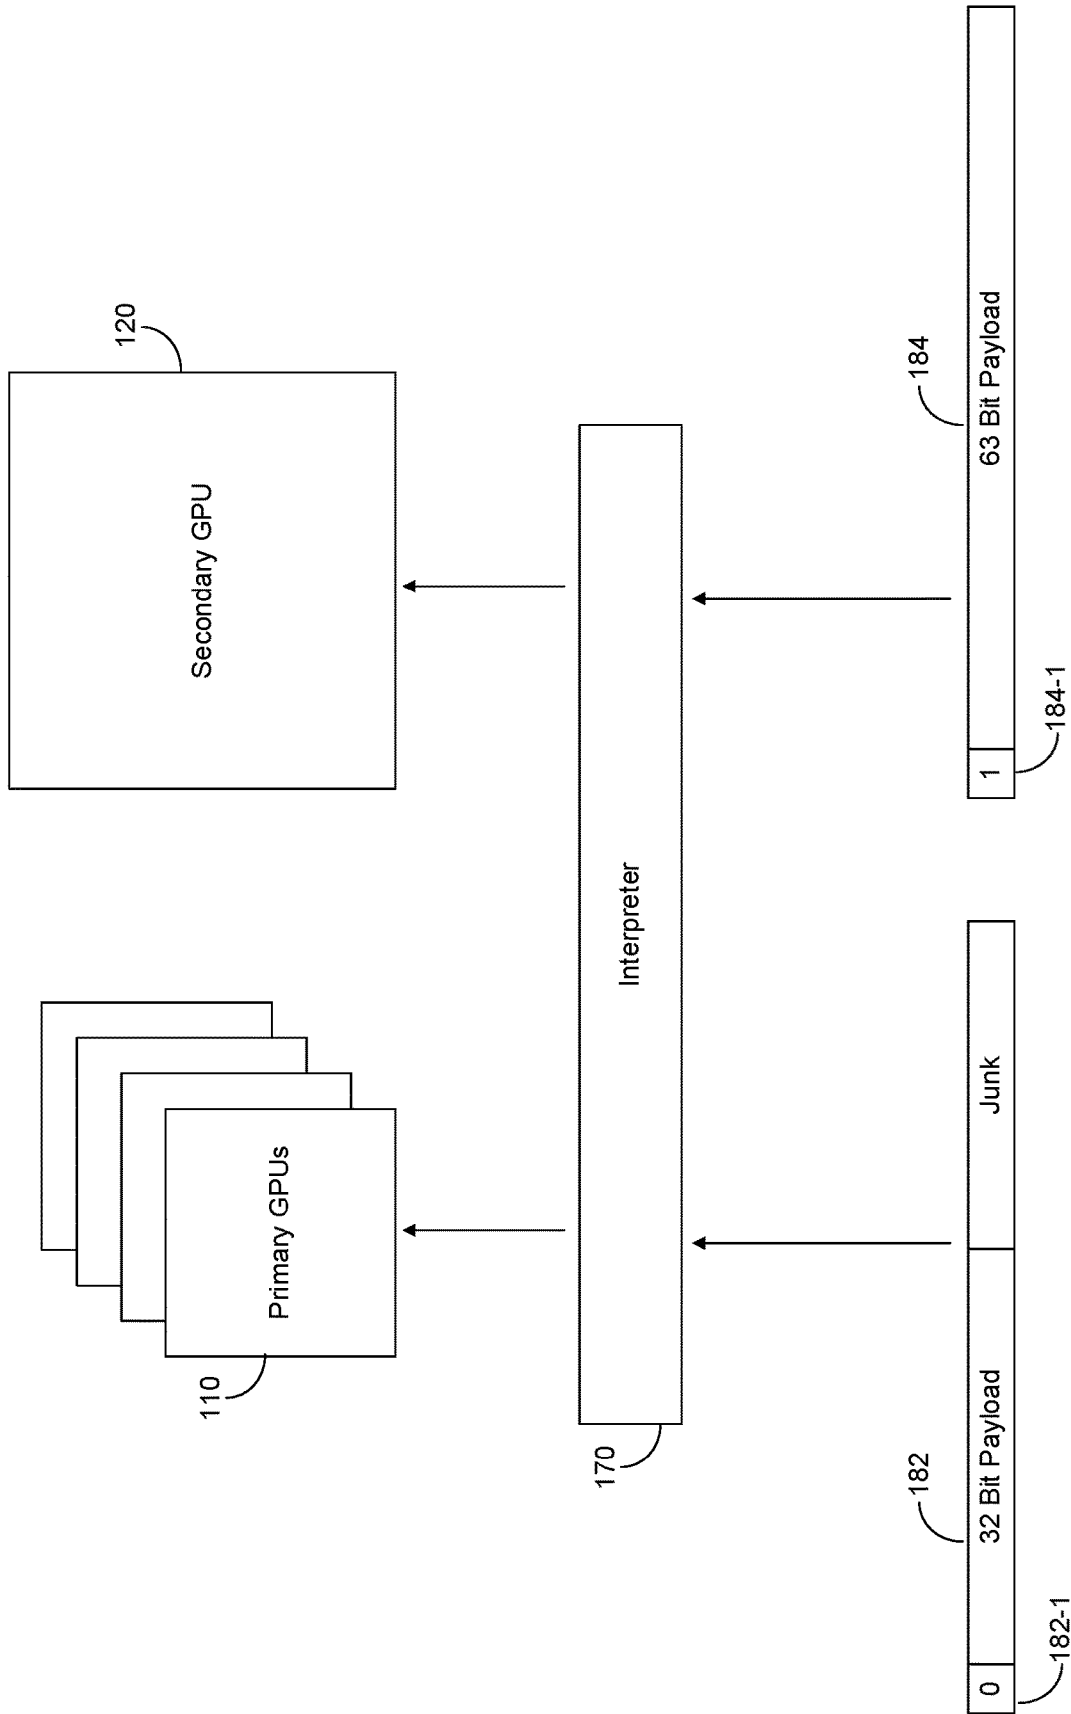 110
Primary GPUs
120
Secondary GPU
170
Interpreter
182
184
0
32 Bit Payload
Junk
1
63 Bit Payload
182-1
184-1